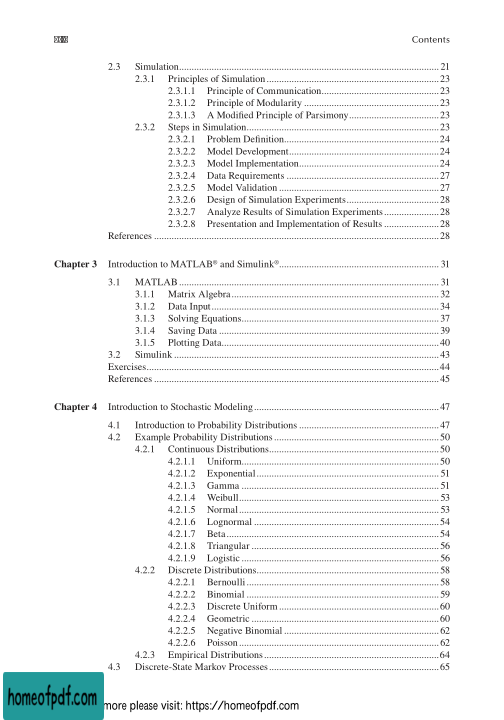 Contents
2.3 Simulation 21
2.3.1 Principles of Simulation 23
2.3.1.1 Principle of Communication 23
2.3.1.2 Principle of Modularity 23
2.3.1.3 A Modified Principle of Parsimony 23
2.3.2 Steps in Simulation 23
2.3.2.1 Problem Definition 24
2.3.2.2 Model Development 24
2.3.2.3 Model Implementation 24
2.3.2.4 Data Requirements 27
2.3.2.5 Model Validation 27
2.3.2.6 Design of Simulation Experiments 28
2.3.2.7 Analyze Results of Simulation Experiments 28
2.3.2.8 Presentation and Implementation of Results 28
References 28
Chapter 3 Introduction to MATLAB® and Simulink® 31
3.1 MATLAB 31
3.1.1 Matrix Algebra 32
3.1.2 Data Input 34
3.1.3 Solving Equations 37
3.1.4 Saving Data 39
3.1.5 Plotting Data 40
3.2 Simulink 43
Exercises 44
References 45
Chapter 4 Introduction to Stochastic Modeling 47
4.1 Introduction to Probability Distributions 47
4.2 Example Probability Distributions 50
4.2.1 Continuous Distributions 50
4.2.1.1 Uniform 50
4.2.1.2 Exponential 51
4.2.1.3 Gamma 51
4.2.1.4 Weibull 53
4.2.1.5 Normal 53
4.2.1.6 Lognormal 54
4.2.1.7 Beta 54
4.2.1.8 Triangular 56
4.2.1.9 Logistic 56
4.2.2 Discrete Distributions 58
4.2.2.1 Bernoulli 58
4.2.2.2 Binomial 59
4.2.2.3 Discrete Uniform 60
4.2.2.4 Geometric 60
4.2.2.5 Negative Binomial 62
4.2.2.6 Poisson 62
4.2.3 Empirical Distributions 64
4.3 Discrete-State Markov Processes 65
homeofpdf.com more please visit: https://homeofpdf.com